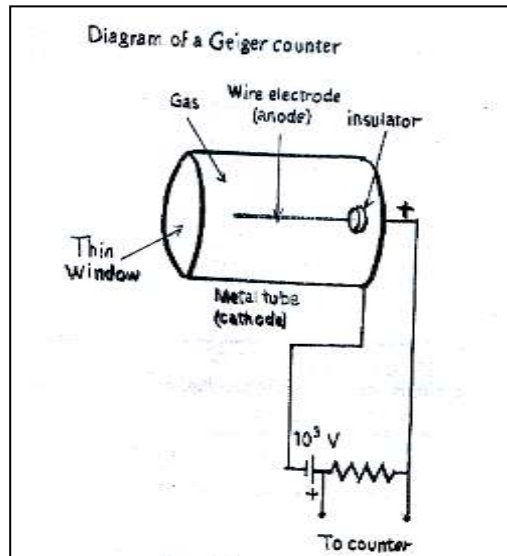 Diagram of a Geiger counter
Gas
Wire electrode
(anode)
insulator
+
Thin
Window
Metal tube
(cathode)
10³ V
+
To counter